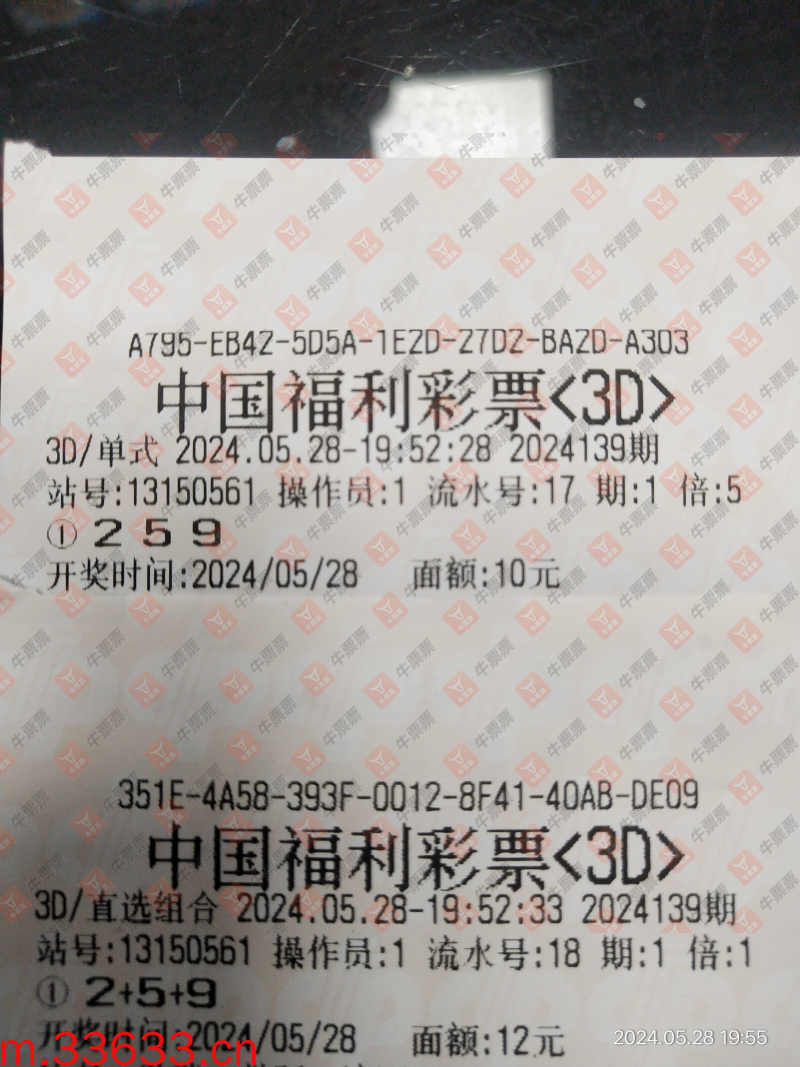 A795-EB42-5D5A-1E2D-27D2-BA2D-A303
中国福利彩票<3D>
3D/单式 2024.05.28-19:52:28 2024139期
站号:13150561 操作员:1 流水号:17 期:1 倍:5
① 2 5 9
开奖时间:2024/05/28 面额:10元
351E-4A58-393F-0012-8F41-40AB-DE09
中国福利彩票<3D>
3D/直选组合 2024.05.28-19:52:33 2024139期
站号:13150561 操作员:1 流水号:18 期:1 倍:1
① 2+5+9
开奖时间:2024/05/28 面额:12元
2024.05.28 19:55
m.33633.cn
牛票票